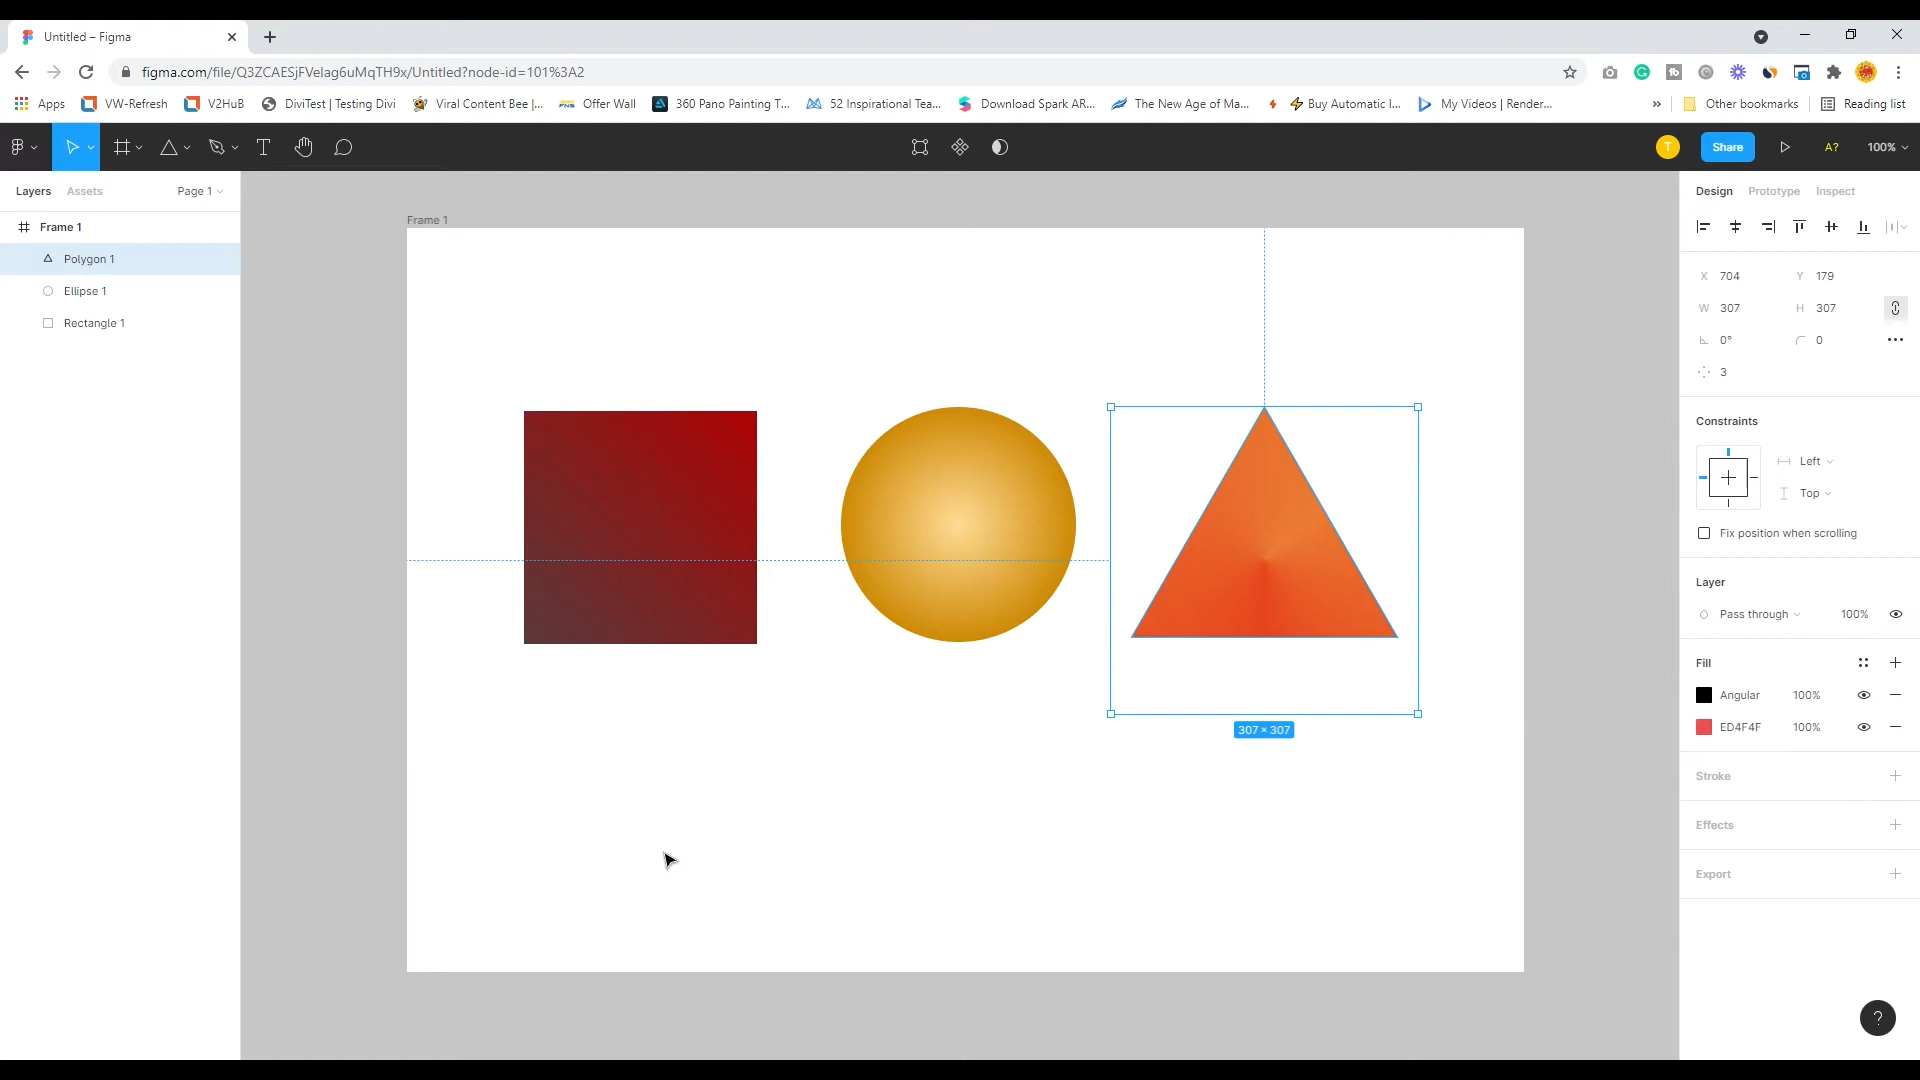 Untitled – Figma
figma.com/file/Q3ZCAESjFVelag6uMqTH9x/Untitled?node-id=101%3A2
Apps VW-Refresh V2HuB DiviTest | Testing Divi Viral Content Bee |... Offer Wall 360 Pano Painting T... 52 Inspirational Tea... Download Spark AR... The New Age of Ma... Buy Automatic I... My Videos | Render... » Other bookmarks Reading list
T Share A? 100%
Layers Assets Page 1
Frame 1
Polygon 1
Ellipse 1
Rectangle 1
Frame 1
307 × 307
Design Prototype Inspect
X 704 Y 179
W 307 H 307
0° 0
3
Constraints
Left
Top
Fix position when scrolling
Layer
Pass through 100%
Fill
Angular 100%
ED4F4F 100%
Stroke
Effects
Export
?